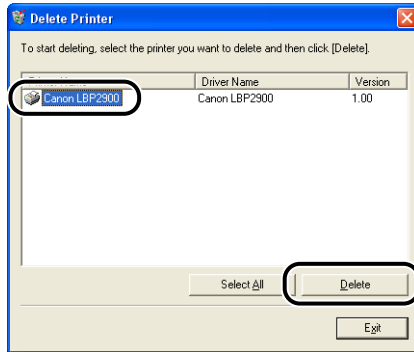 Delete Printer
To start deleting, select the printer you want to delete and then click [Delete].
Driver Name Version
Canon LBP2900 Canon LBP2900 1.00
Select All Delete
Exit